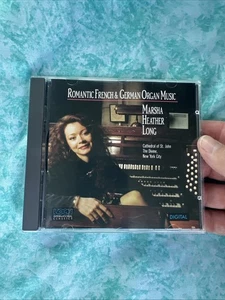 ROMANTIC FRENCH & GERMAN ORGAN MUSIC
MARSHA
HEATHER
LONG
Cathedral of St. John
The Divine,
New York City
DIGITAL